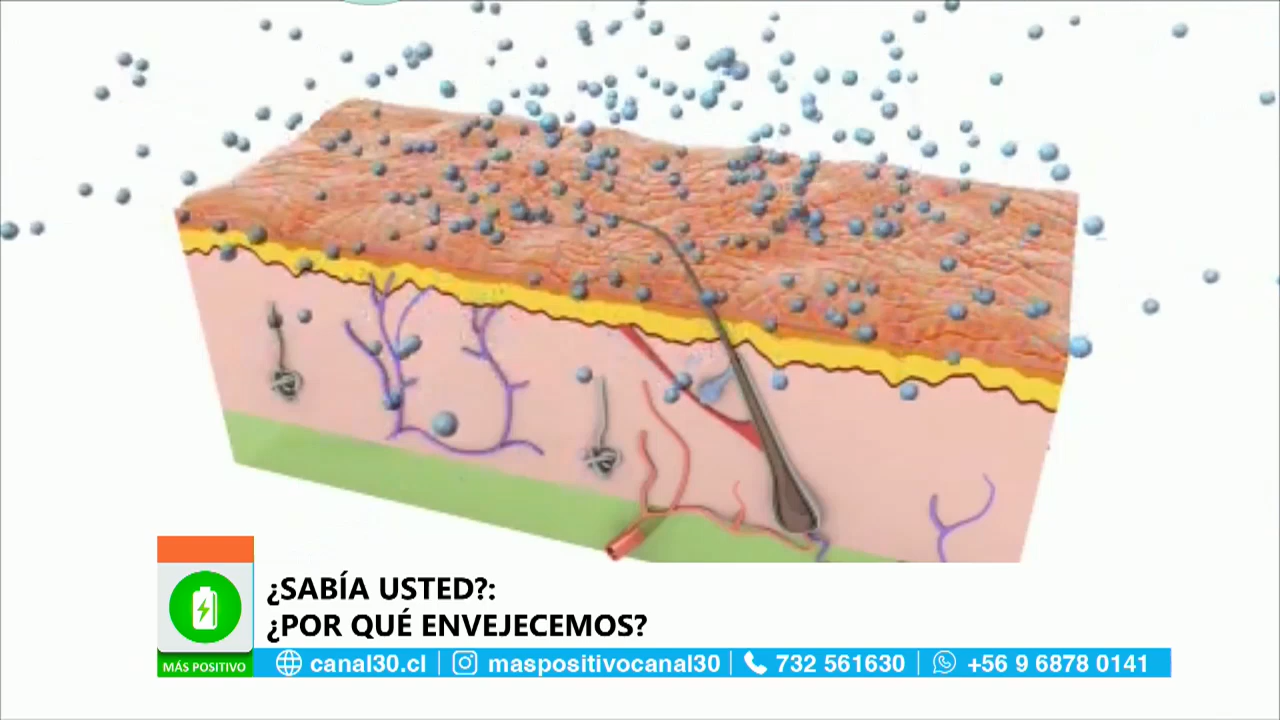 ¿SABÍA USTED?:
¿POR QUÉ ENVEJECEMOS?
MÁS POSITIVO
canal30.cl | maspositivocanal30 | 732 561630 | +56 9 6878 0141